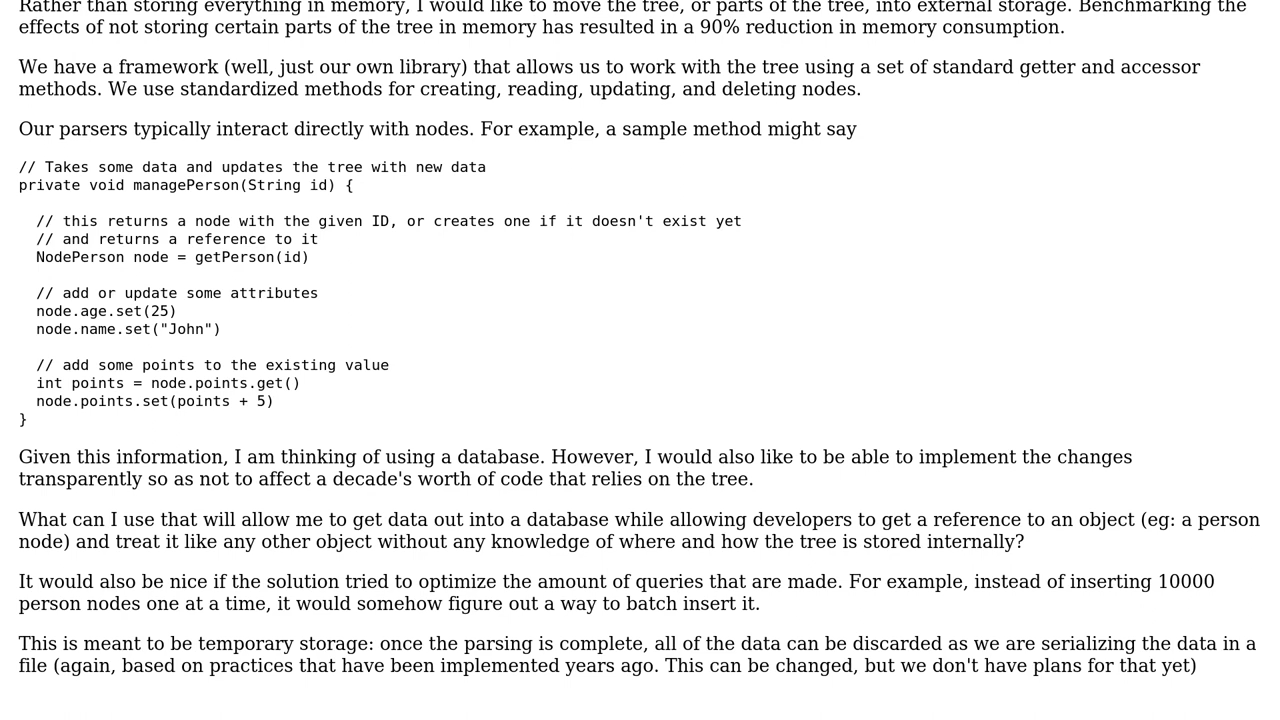 Rather than storing everything in memory, I would like to move the tree, or parts of the tree, into external storage. Benchmarking the
effects of not storing certain parts of the tree in memory has resulted in a 90% reduction in memory consumption.
We have a framework (well, just our own library) that allows us to work with the tree using a set of standard getter and accessor
methods. We use standardized methods for creating, reading, updating, and deleting nodes.
Our parsers typically interact directly with nodes. For example, a sample method might say
// Takes some data and updates the tree with new data
private void managePerson(String id) {
  // this returns a node with the given ID, or creates one if it doesn't exist yet
  // and returns a reference to it
  NodePerson node = getPerson(id)
  // add or update some attributes
  node.age.set(25)
  node.name.set("John")
  // add some points to the existing value
  int points = node.points.get()
  node.points.set(points + 5)
}
Given this information, I am thinking of using a database. However, I would also like to be able to implement the changes
transparently so as not to affect a decade's worth of code that relies on the tree.
What can I use that will allow me to get data out into a database while allowing developers to get a reference to an object (eg: a person
node) and treat it like any other object without any knowledge of where and how the tree is stored internally?
It would also be nice if the solution tried to optimize the amount of queries that are made. For example, instead of inserting 10000
person nodes one at a time, it would somehow figure out a way to batch insert it.
This is meant to be temporary storage: once the parsing is complete, all of the data can be discarded as we are serializing the data in a
file (again, based on practices that have been implemented years ago. This can be changed, but we don't have plans for that yet)